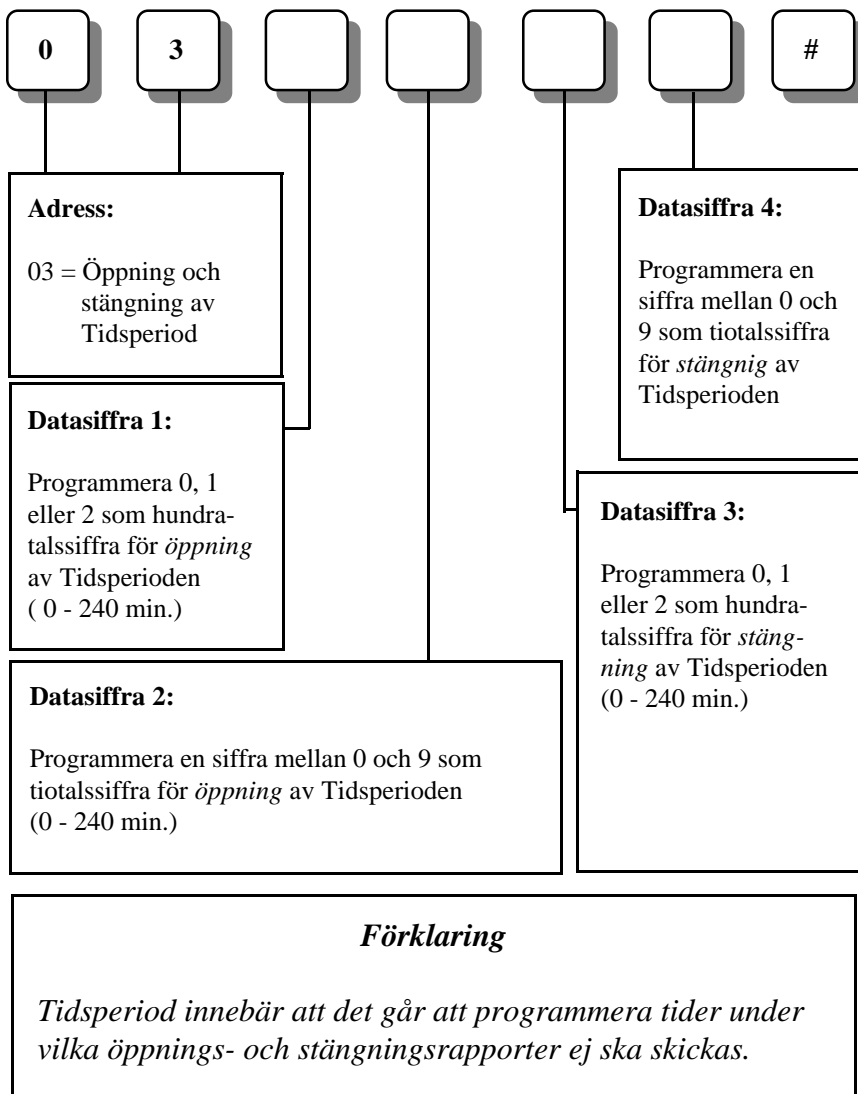 0 3 #
Adress:
03 = Öppning och
stängning av
Tidsperiod
Datasiffra 1:
Programmera 0, 1
eller 2 som hundra-
talssiffra för öppning
av Tidsperioden
( 0 - 240 min.)
Datasiffra 2:
Programmera en siffra mellan 0 och 9 som
tiotalssiffra för öppning av Tidsperioden
(0 - 240 min.)
Datasiffra 4:
Programmera en
siffra mellan 0 och
9 som tiotalssiffra
för stängnig av
Tidsperioden
Datasiffra 3:
Programmera 0, 1
eller 2 som hundra-
talssiffra för stäng-
ning av Tidsperioden
(0 - 240 min.)
Förklaring
Tidsperiod innebär att det går att programmera tider under
vilka öppnings- och stängningsrapporter ej ska skickas.